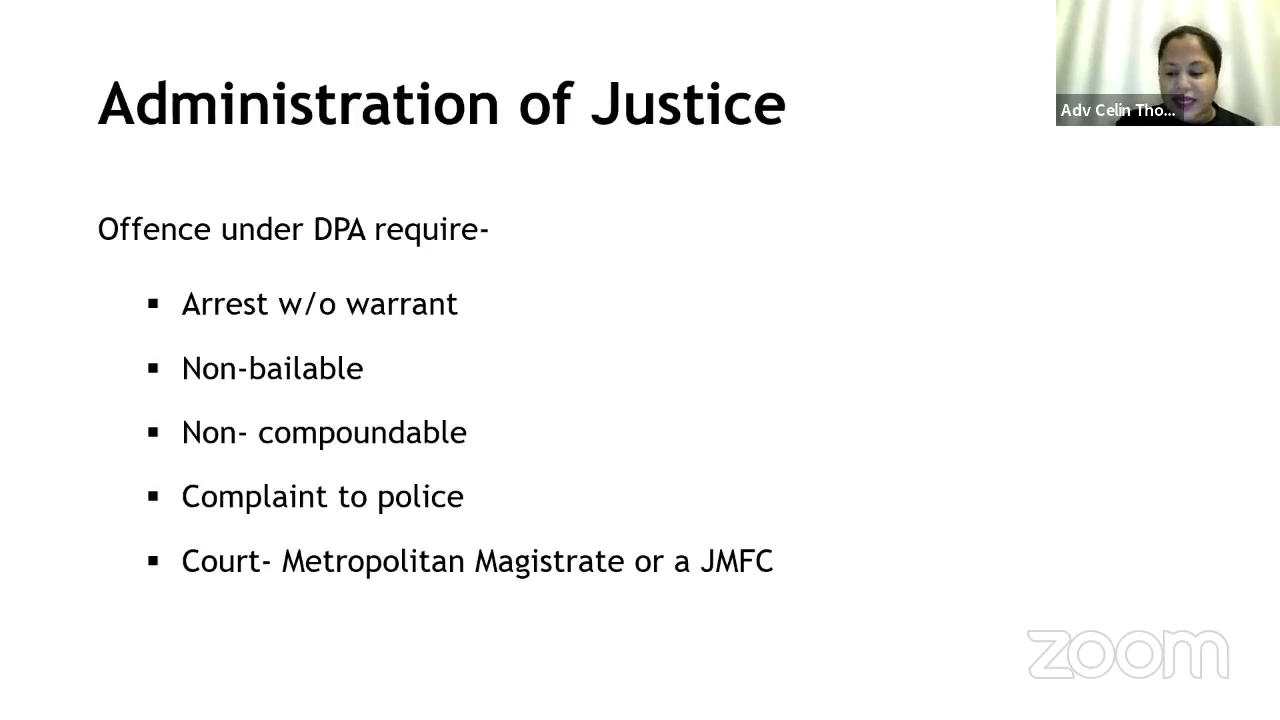 Administration of Justice
Adv Celin Tho...
Offence under DPA require-
▪ Arrest w/o warrant
▪ Non-bailable
▪ Non- compoundable
▪ Complaint to police
▪ Court- Metropolitan Magistrate or a JMFC
zoom